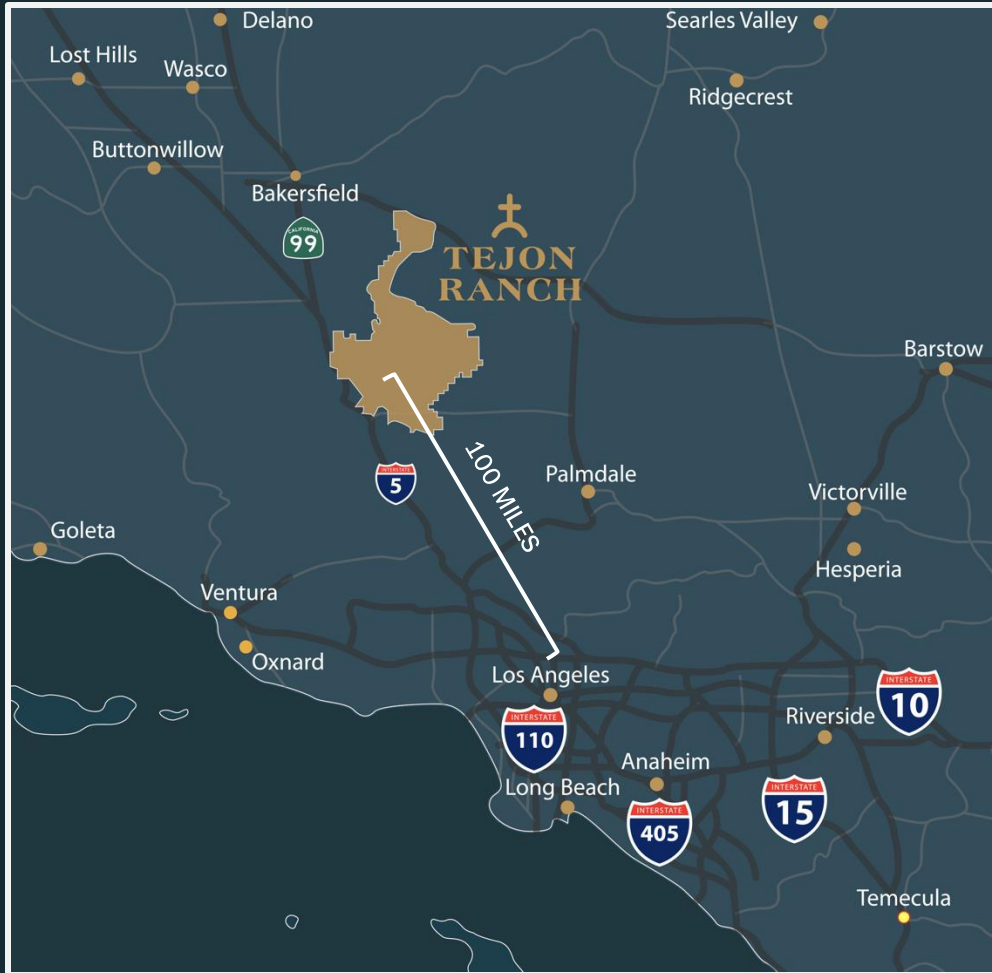 Delano
Searles Valley
Lost Hills
Wasco
Ridgecrest
Buttonwillow
Bakersfield
CALIFORNIA
99
TEJON
RANCH
Barstow
100 MILES
INTERSTATE
5
Palmdale
Victorville
Goleta
Hesperia
Ventura
Oxnard
Los Angeles
INTERSTATE
10
INTERSTATE
110
Riverside
Anaheim
Long Beach
INTERSTATE
15
INTERSTATE
405
Temecula